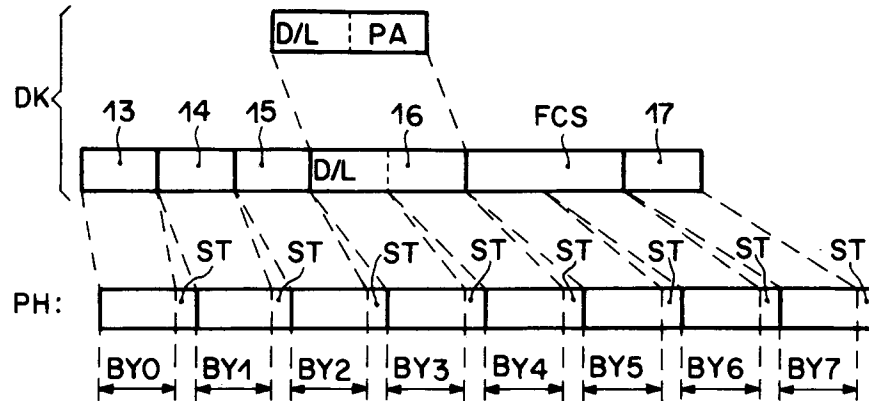 D/L PA
DK
13 14 15 16 FCS 17
D/L
ST ST ST ST ST ST ST ST
PH:
BY0 BY1 BY2 BY3 BY4 BY5 BY6 BY7